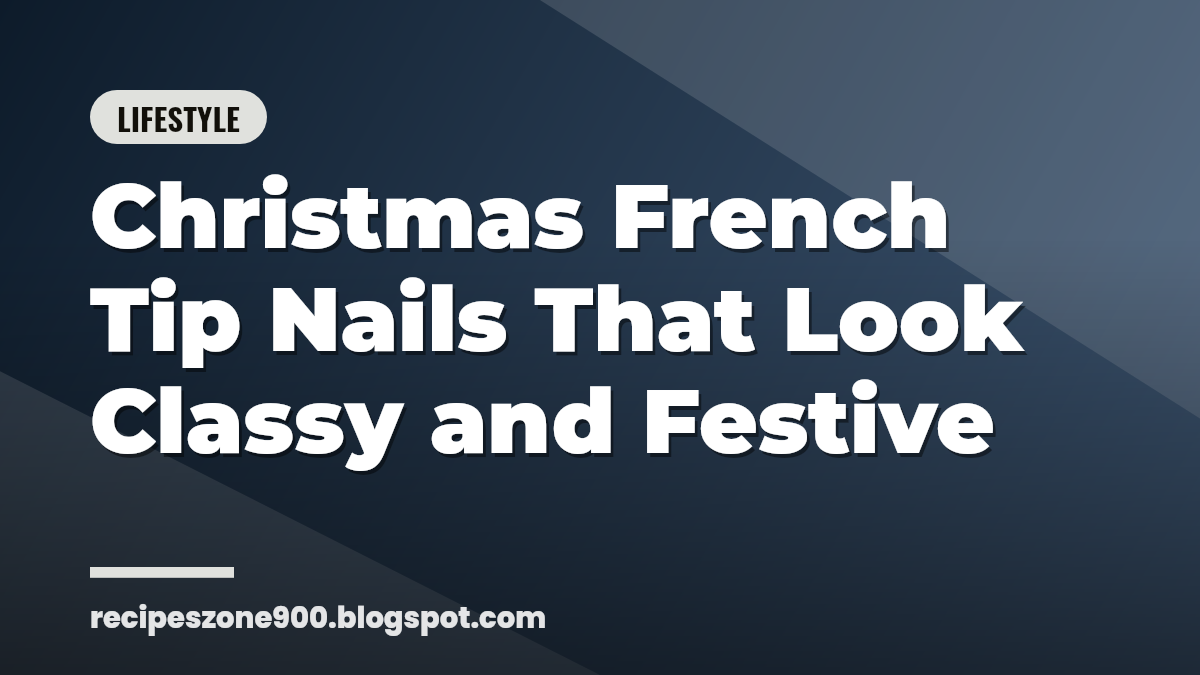 LIFESTYLE
Christmas French
Tip Nails That Look
Classy and Festive
recipeszone900.blogspot.com